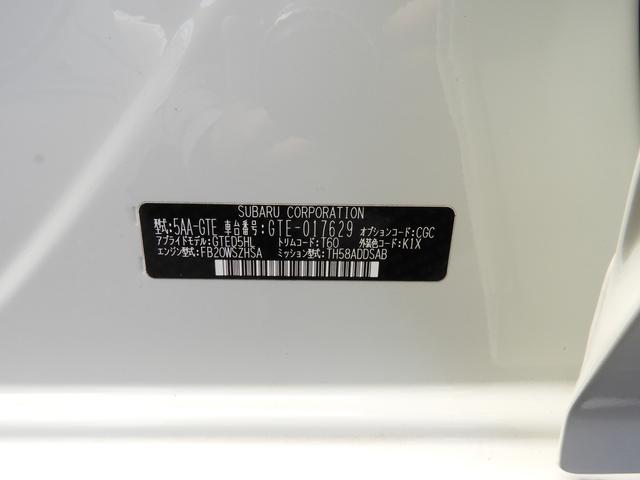 SUBARU CORPORATION
型式:5AA-GTE 車台番号:GTE-017629 オプションコード:CGC
アプライドモデル:GTED5HL トリムコード:T60 外装色コード:K1X
エンジン型式:FB20WSZHSA ミッション型式:TH58ADDSAB